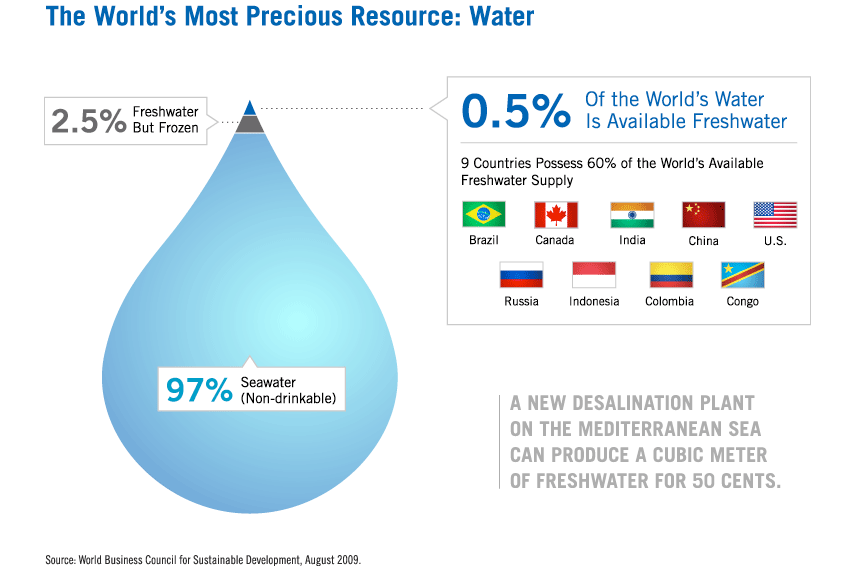 The World's Most Precious Resource: Water
2.5% Freshwater
But Frozen
0.5% Of the World's Water
Is Available Freshwater
9 Countries Possess 60% of the World's Available
Freshwater Supply
Brazil Canada India China U.S.
Russia Indonesia Colombia Congo
97% Seawater
(Non-drinkable)
A NEW DESALINATION PLANT
ON THE MEDITERRANEAN SEA
CAN PRODUCE A CUBIC METER
OF FRESHWATER FOR 50 CENTS.
Source: World Business Council for Sustainable Development, August 2009.